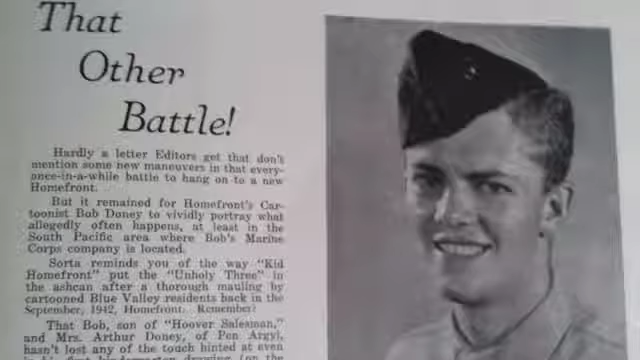 That
Other
Battle!
Hardly a letter Editors get that don't
mention some new maneuvers in that every-
once-in-a-while battle to hang on to a new
Homefront.
But it remained for Homefront's Car-
toonist Bob Doney to vividly portray what
allegedly often happens, at least in the
South Pacific area where Bob's Marine
Corps company is located.
Sorta reminds you of the way "Kid
Homefront" put the "Unholy Three" in
the ashcan after a thorough mauling by
cartooned Blue Valley residents back in the
September, 1942, Homefront. Remember?
That Bob, son of "Hoover Salesman,"
and Mrs. Arthur Doney, of Pen Argyl,
hasn't lost any of the touch hinted at even